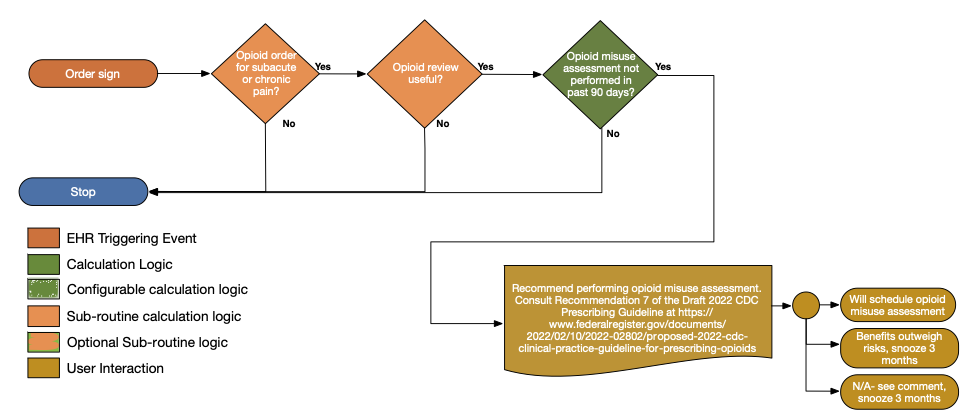 Order sign
Opioid order
for subacute
or chronic
pain?
Yes
No
Opioid review
useful?
Yes
No
Opioid misuse
assessment not
performed in
past 90 days?
Yes
No
Stop
EHR Triggering Event
Calculation Logic
Configurable calculation logic
Sub-routine calculation logic
Optional Sub-routine logic
User Interaction
Recommend performing opioid misuse assessment.
Consult Recommendation 7 of the Draft 2022 CDC
Prescribing Guideline at https://
www.federalregister.gov/documents/
2022/02/10/2022-02802/proposed-2022-cdc-
clinical-practice-guideline-for-prescribing-opioids
Will schedule opioid
misuse assessment
Benefits outweigh
risks, snooze 3
months
N/A- see comment,
snooze 3 months